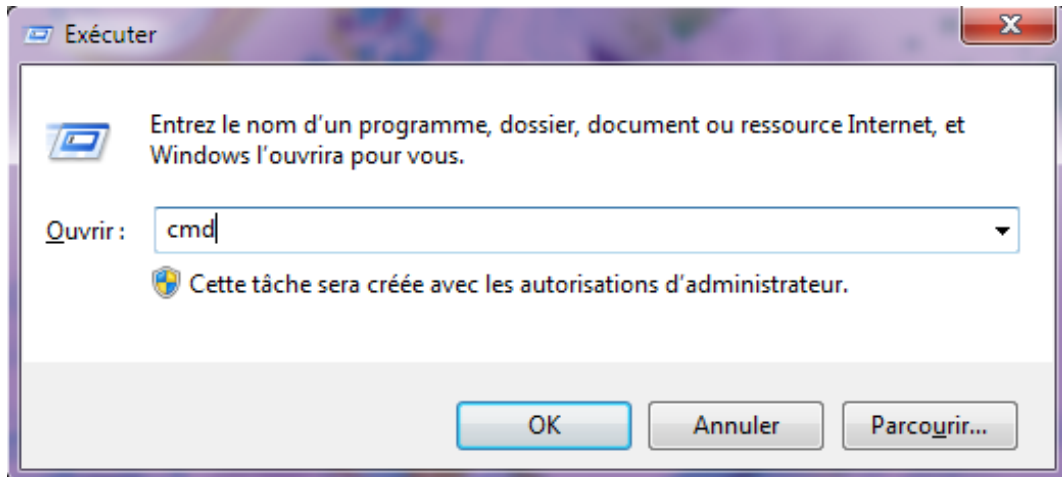 Exécuter
Entrez le nom d'un programme, dossier, document ou ressource Internet, et
Windows l'ouvrira pour vous.
Ouvrir : cmd
Cette tâche sera créée avec les autorisations d'administrateur.
OK Annuler Parcourir...